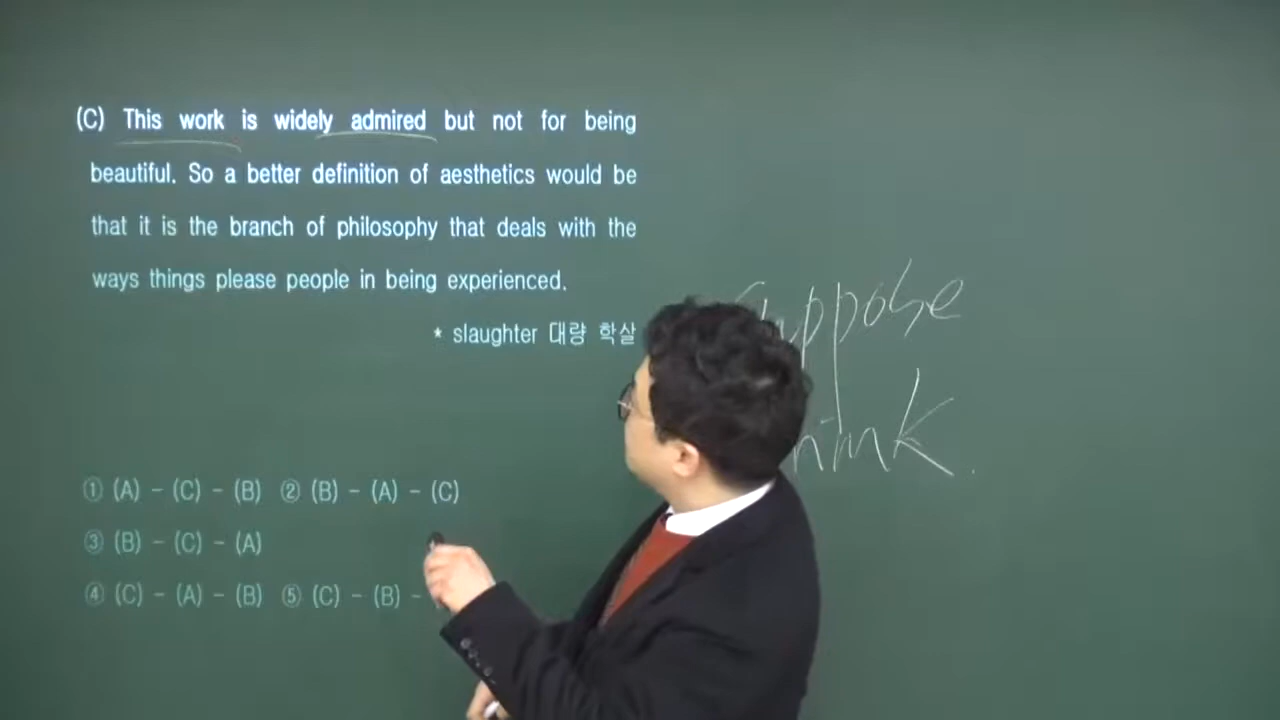 (C) This work is widely admired but not for being
beautiful. So a better definition of aesthetics would be
that it is the branch of philosophy that deals with the
ways things please people in being experienced.
* slaughter 대량 학살
① (A) - (C) - (B) ② (B) - (A) - (C)
③ (B) - (C) - (A)
④ (C) - (A) - (B) ⑤ (C) - (B) -